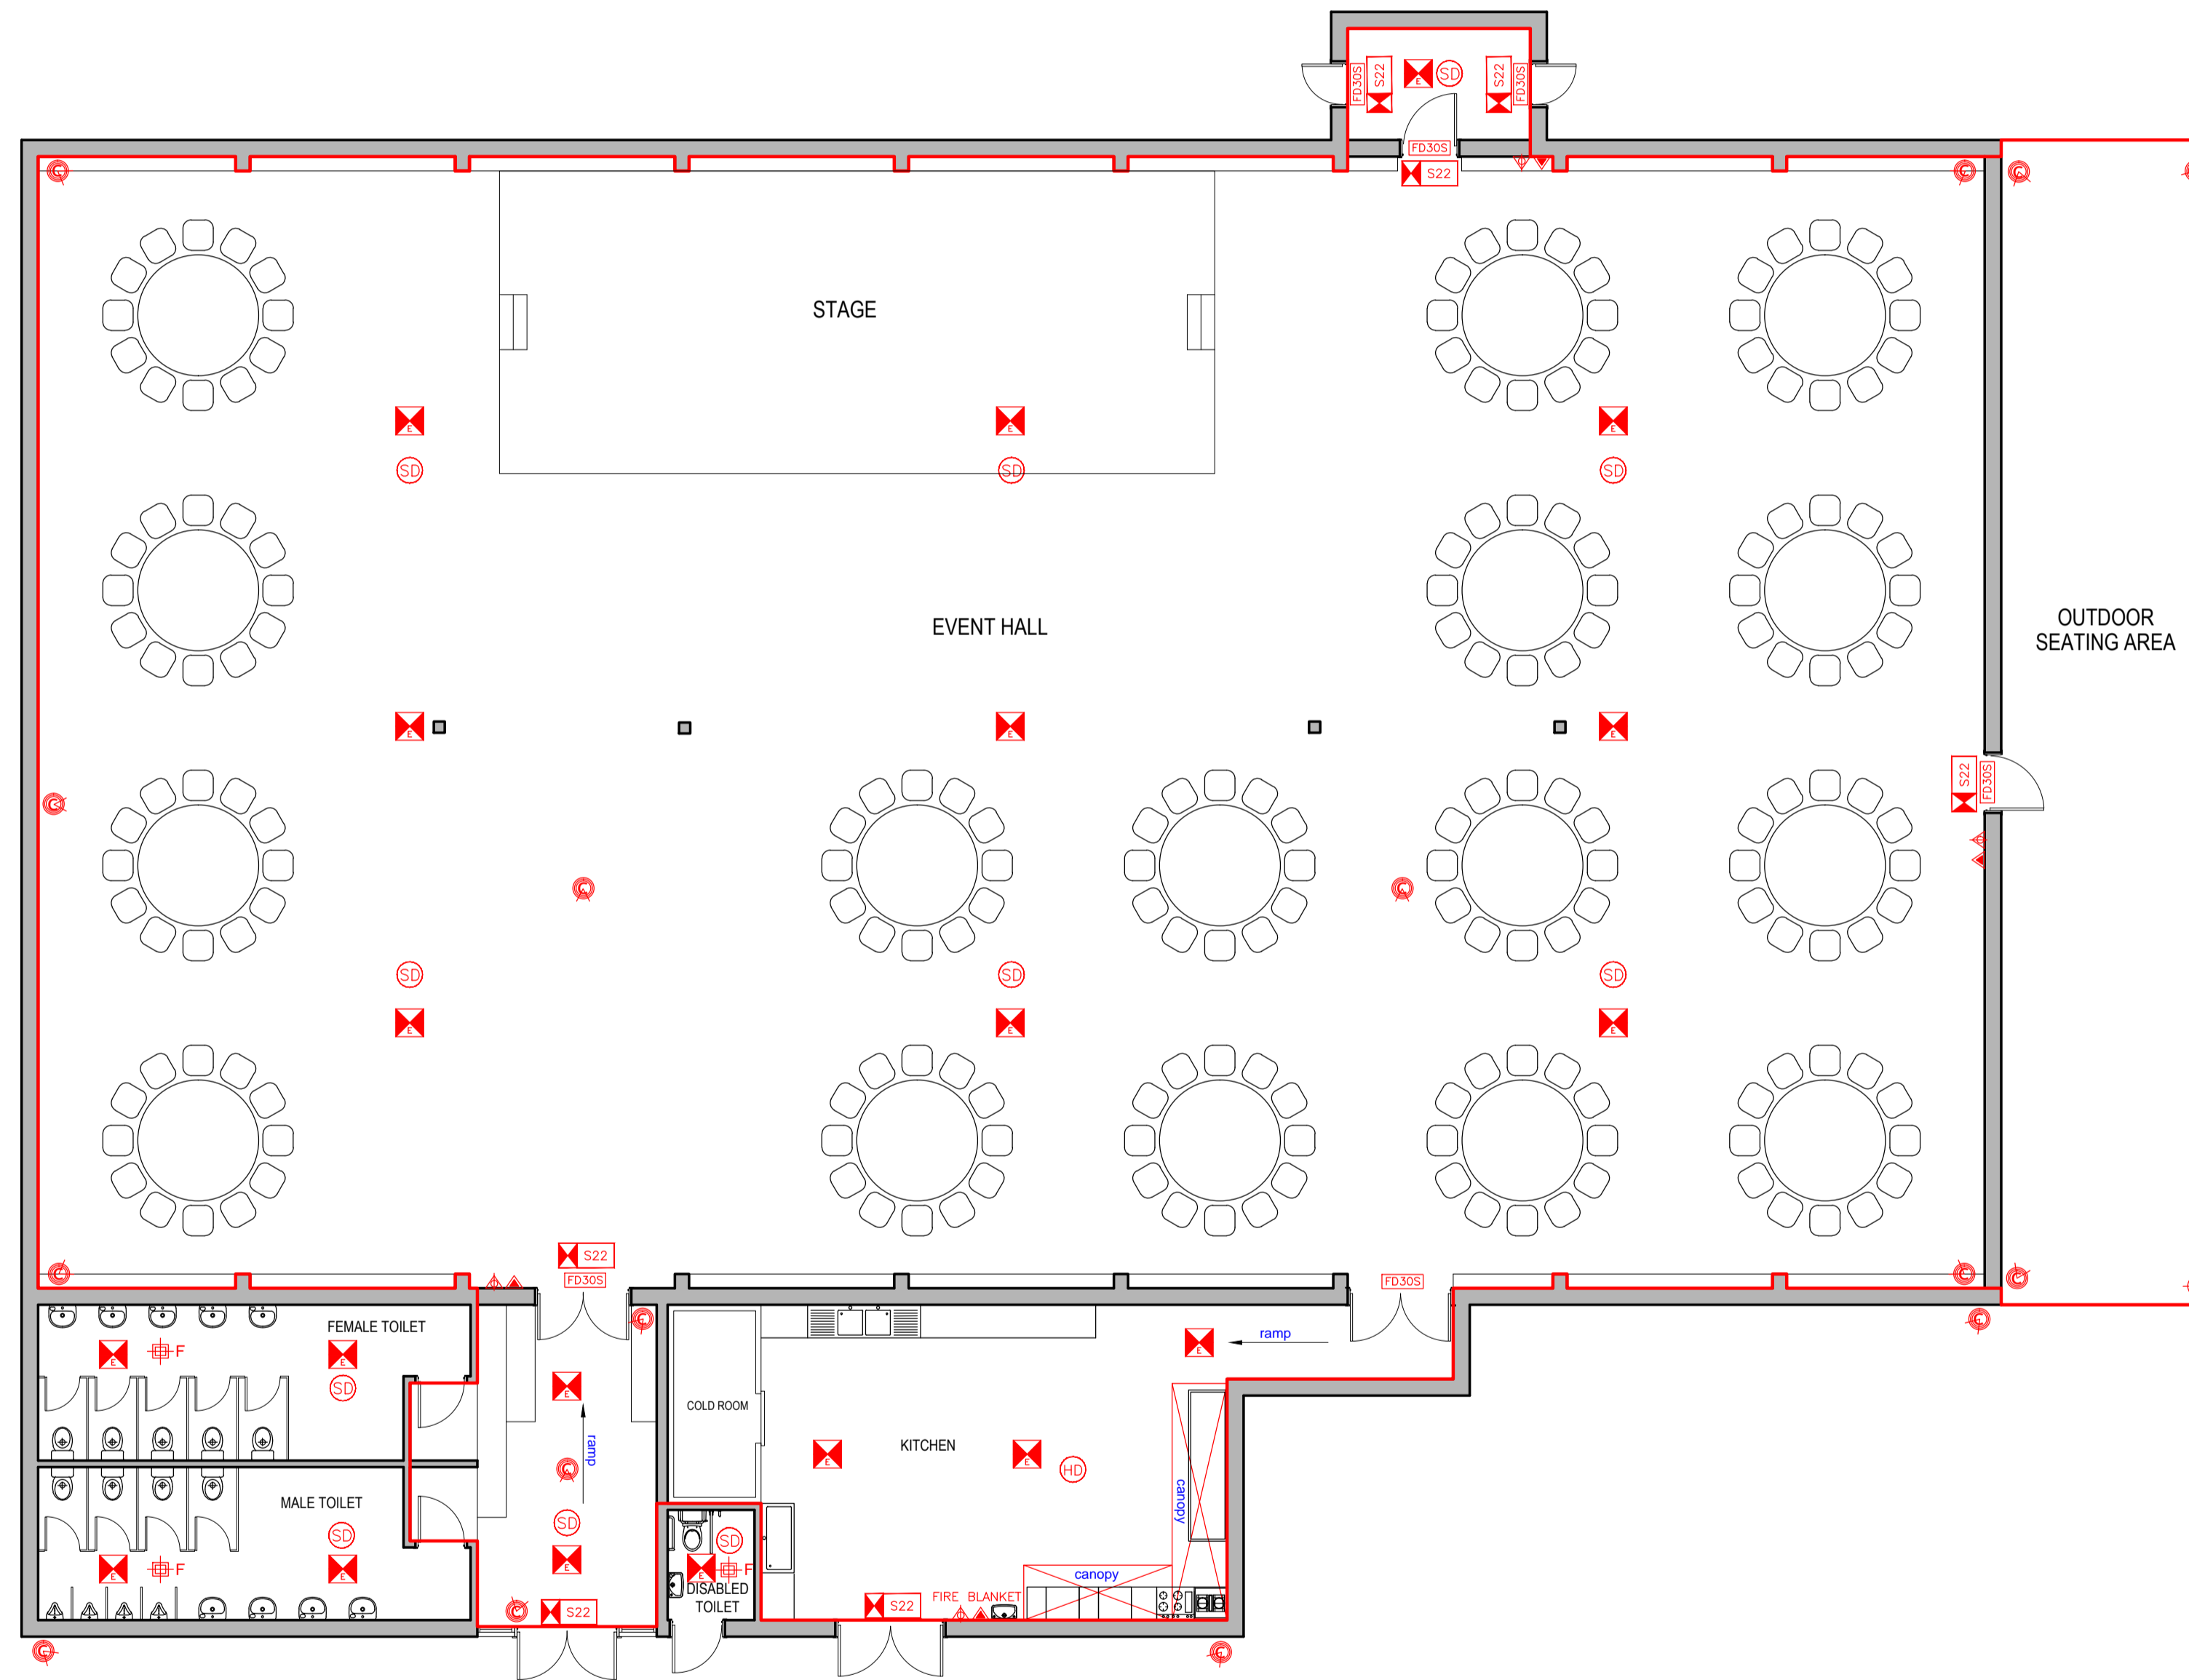 FD30S
S22
E
SD
S22
FD30S
FD30S
S22
C
C
C
STAGE
E
E
E
SD
SD
SD
EVENT HALL
OUTDOOR
SEATING AREA
E
E
E
S22
FD30S
C
C
C
SD
SD
SD
E
E
E
S22
FD30S
FD30S
C
C
C
C
C
FEMALE TOILET
E
F
E
SD
E
ramp
E
ramp
COLD ROOM
KITCHEN
E
E
HD
C
canopy
MALE TOILET
SD
SD
SD
E
F
E
E
E
F
canopy
DISABLED
TOILET
FIRE BLANKET
C
S22
S22
C
C